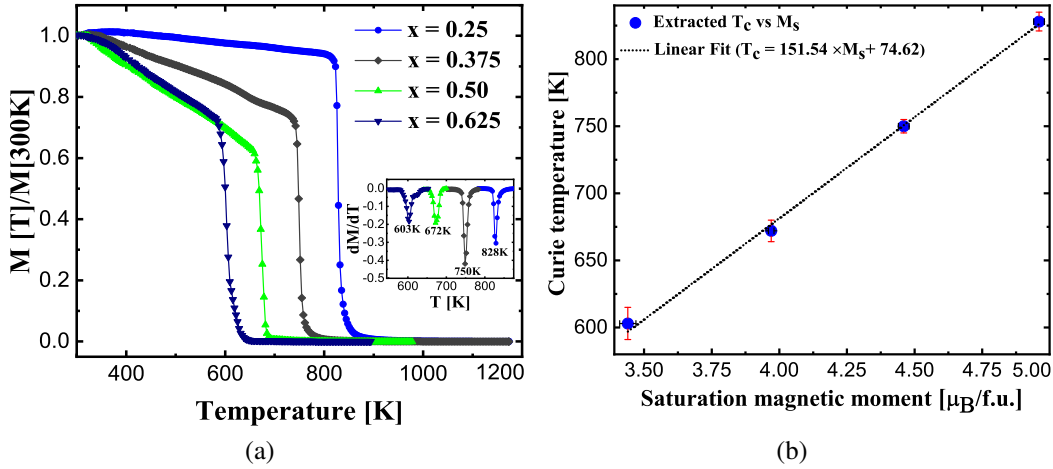 x = 0.25
x = 0.375
x = 0.50
x = 0.625
M [T]/M[300K]
1.0
0.8
0.6
0.4
0.2
0.0
400
600
800
1000
1200
Temperature [K]
dM/dT
0.0
-0.1
-0.2
-0.3
-0.4
-0.5
603K
672K
750K
828K
600
700
800
T [K]
(a)
Extracted Tc vs Ms
Linear Fit (Tc = 151.54 ×Ms+ 74.62)
Curie temperature [K]
800
750
700
650
600
3.50
3.75
4.00
4.25
4.50
4.75
5.00
Saturation magnetic moment [μB/f.u.]
(b)